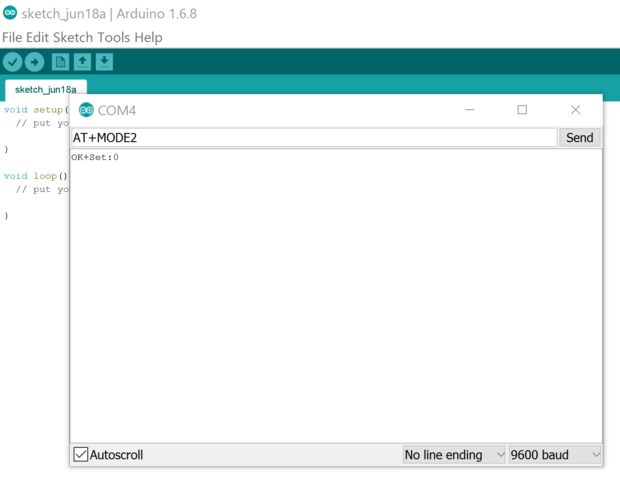 sketch_jun18a | Arduino 1.6.8
File Edit Sketch Tools Help
sketch_jun18a
void setup(
// put yo
}
void loop()
// put yo
}
COM4
AT+MODE2
Send
OK+Set:0
Autoscroll
No line ending
9600 baud